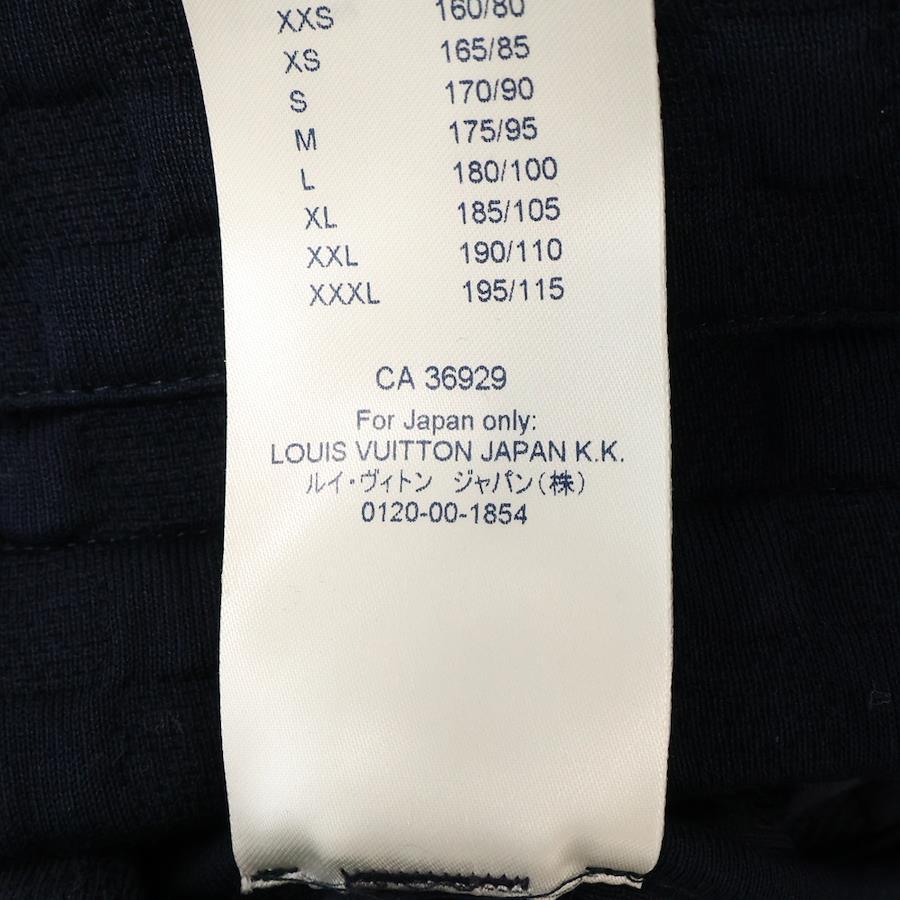 XXS 160/80
XS 165/85
S 170/90
M 175/95
L 180/100
XL 185/105
XXL 190/110
XXXL 195/115
CA 36929
For Japan only:
LOUIS VUITTON JAPAN K.K.
ルイ・ヴィトン ジャパン(株)
0120-00-1854